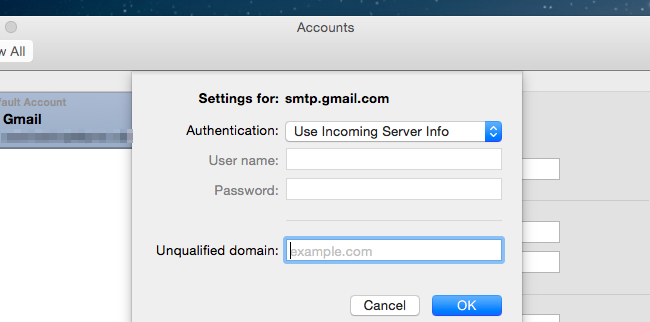 Accounts
w All
ault Account
Gmail
Settings for: smtp.gmail.com
Authentication: Use Incoming Server Info
User name:
Password:
Unqualified domain: example.com
Cancel OK